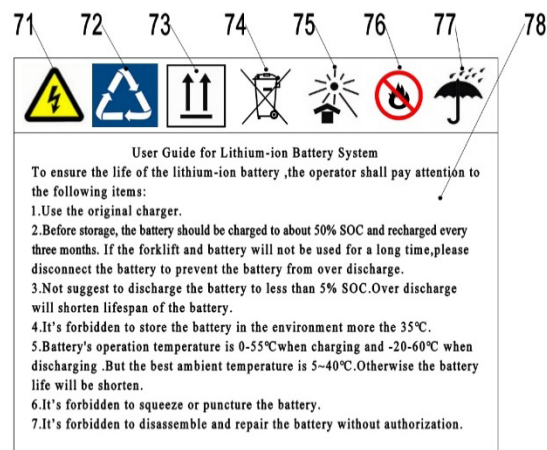 71 72 73 74 75 76 77 78
User Guide for Lithium-ion Battery System
To ensure the life of the lithium-ion battery ,the operator shall pay attention to
the following items:
1.Use the original charger.
2.Before storage, the battery should be charged to about 50% SOC and recharged every
three months. If the forklift and battery will not be used for a long time,please
disconnect the battery to prevent the battery from over discharge.
3.Not suggest to discharge the battery to less than 5% SOC.Over discharge
will shorten lifespan of the battery.
4.It's forbidden to store the battery in the environment more the 35℃.
5.Battery's operation temperature is 0-55℃when charging and -20-60℃ when
discharging .But the best ambient temperature is 5~40℃.Otherwise the battery
life will be shorten.
6.It's forbidden to squeeze or puncture the battery.
7.It's forbidden to disassemble and repair the battery without authorization.